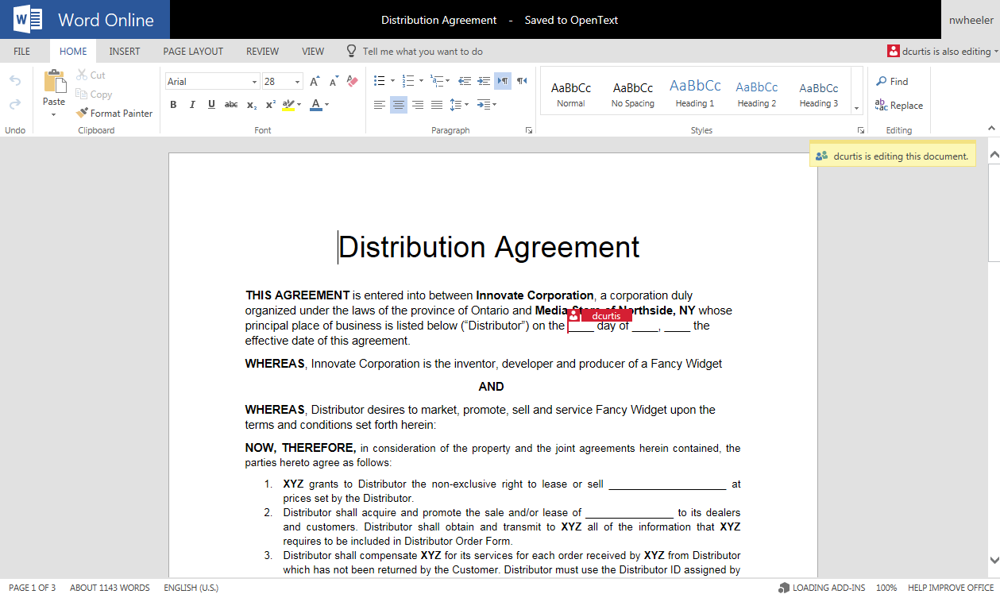 Word Online
Distribution Agreement - Saved to OpenText
nwheeler
FILE HOME INSERT PAGE LAYOUT REVIEW VIEW Tell me what you want to do dcurtis is also editing
Paste
Cut
Copy
Format Painter
Arial 28
B I U abc x₂ x² ab A
AaBbCc AaBbCc AaBbCc AaBbCc AaBbCc
Normal No Spacing Heading 1 Heading 2 Heading 3
Find
Replace
Undo Clipboard Font Paragraph Styles Editing
dcurtis is editing this document.
Distribution Agreement
THIS AGREEMENT is entered into between Innovate Corporation, a corporation duly
organized under the laws of the province of Ontario and Media Store of Northside, NY whose
dcurtis
principal place of business is listed below (“Distributor”) on the ____ day of ____, ____ the
effective date of this agreement.
WHEREAS, Innovate Corporation is the inventor, developer and producer of a Fancy Widget
AND
WHEREAS, Distributor desires to market, promote, sell and service Fancy Widget upon the
terms and conditions set forth herein:
NOW, THEREFORE, in consideration of the property and the joint agreements herein contained, the
parties hereto agree as follows:
1. XYZ grants to Distributor the non-exclusive right to lease or sell ____________________ at
prices set by the Distributor.
2. Distributor shall acquire and promote the sale and/or lease of _______________ to its dealers
and customers. Distributor shall obtain and transmit to XYZ all of the information that XYZ
requires to be included in Distributor Order Form.
3. Distributor shall compensate XYZ for its services for each order received by XYZ from Distributor
which has not been returned by the Customer. Distributor must use the Distributor ID assigned by
PAGE 1 OF 3 ABOUT 1143 WORDS ENGLISH (U.S.) LOADING ADD-INS 100% HELP IMPROVE OFFICE